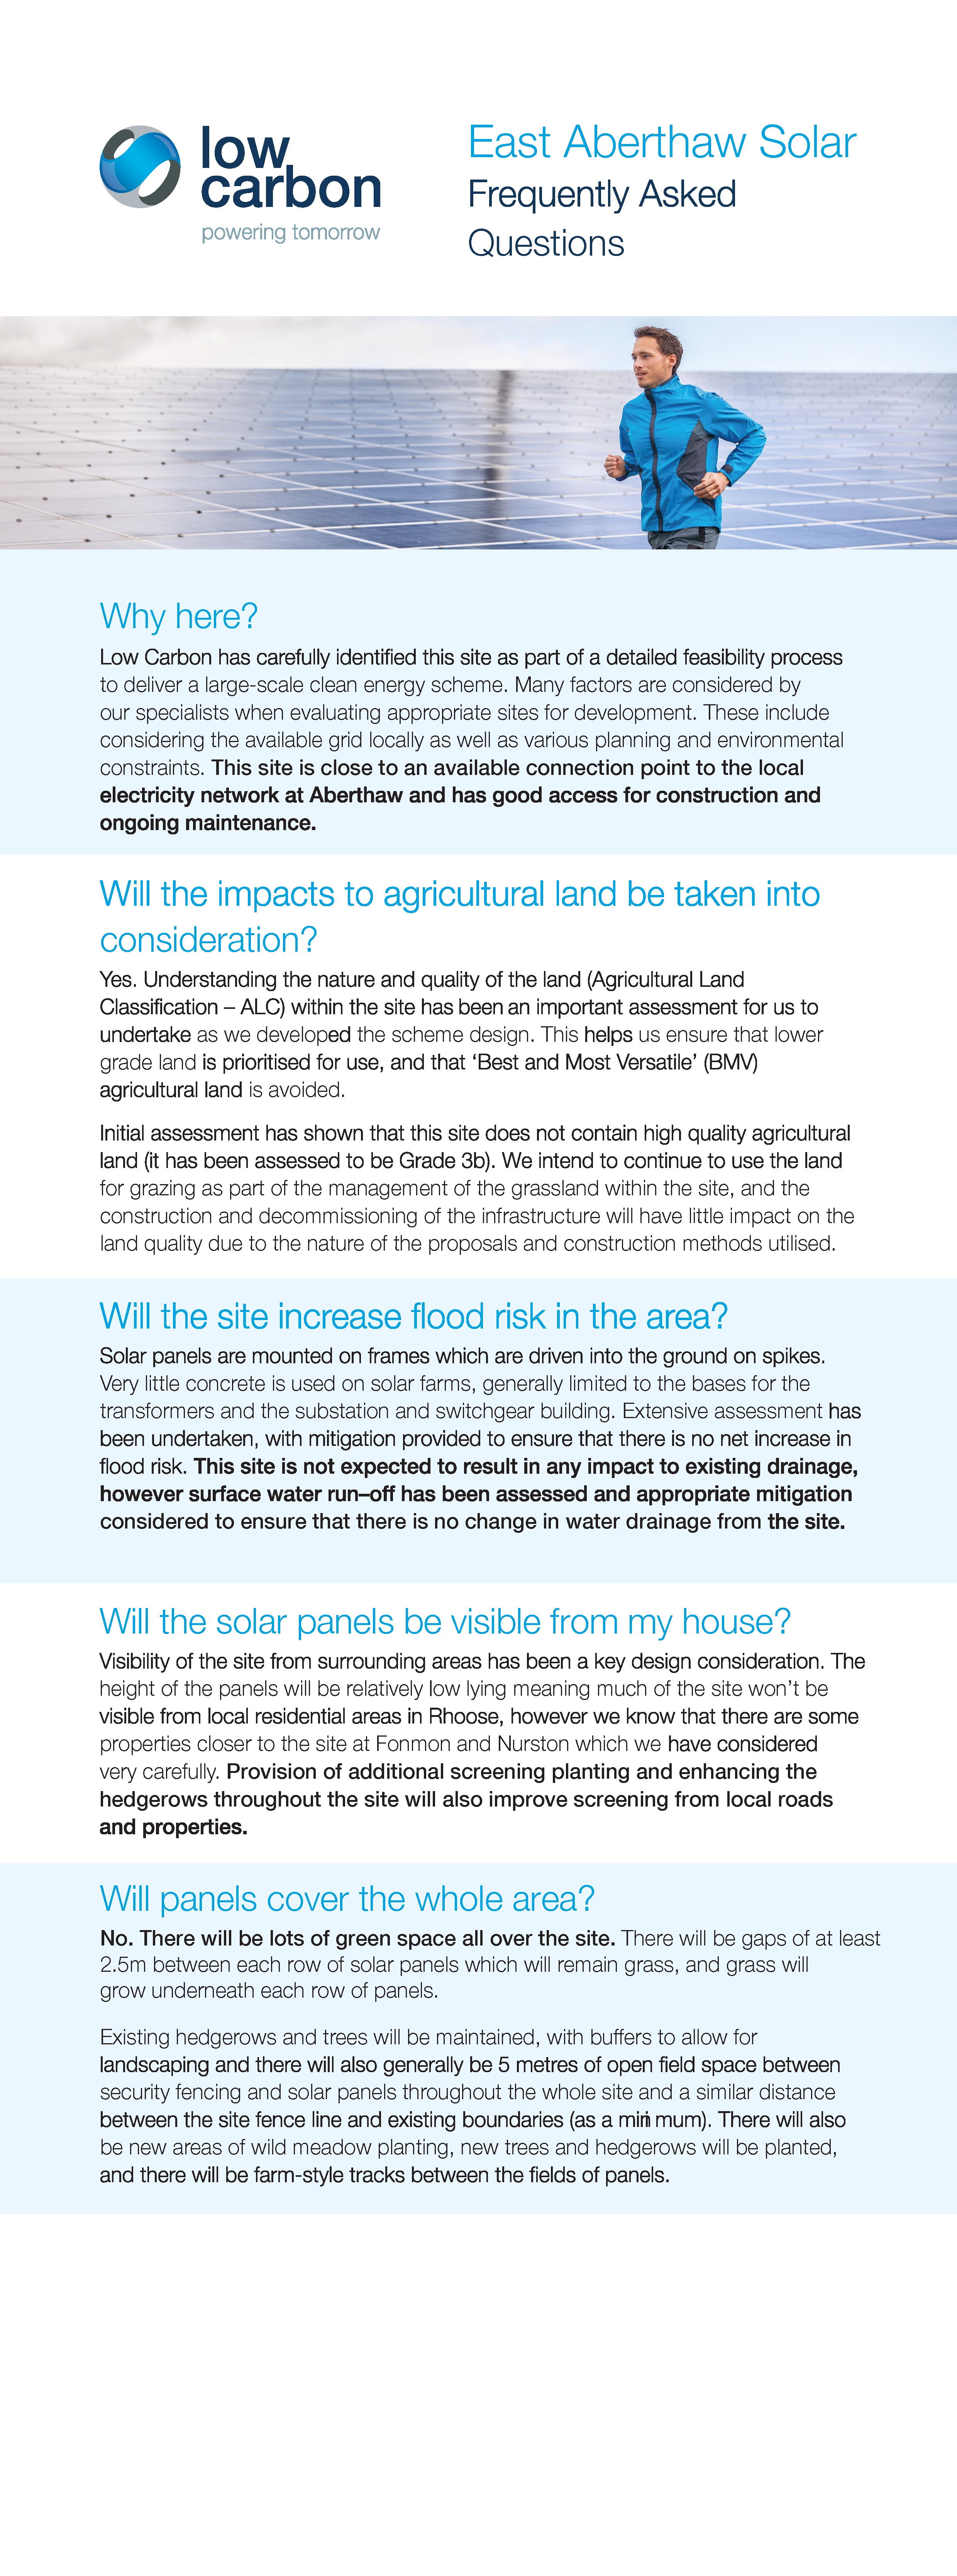 low
carbon
powering tomorrow
East Aberthaw Solar
Frequently Asked
Questions
Why here?
Low Carbon has carefully identified this site as part of a detailed feasibility process
to deliver a large-scale clean energy scheme. Many factors are considered by
our specialists when evaluating appropriate sites for development. These include
considering the available grid locally as well as various planning and environmental
constraints. This site is close to an available connection point to the local
electricity network at Aberthaw and has good access for construction and
ongoing maintenance.
Will the impacts to agricultural land be taken into
consideration?
Yes. Understanding the nature and quality of the land (Agricultural Land
Classification – ALC) within the site has been an important assessment for us to
undertake as we developed the scheme design. This helps us ensure that lower
grade land is prioritised for use, and that ‘Best and Most Versatile’ (BMV)
agricultural land is avoided.
Initial assessment has shown that this site does not contain high quality agricultural
land (it has been assessed to be Grade 3b). We intend to continue to use the land
for grazing as part of the management of the grassland within the site, and the
construction and decommissioning of the infrastructure will have little impact on the
land quality due to the nature of the proposals and construction methods utilised.
Will the site increase flood risk in the area?
Solar panels are mounted on frames which are driven into the ground on spikes.
Very little concrete is used on solar farms, generally limited to the bases for the
transformers and the substation and switchgear building. Extensive assessment has
been undertaken, with mitigation provided to ensure that there is no net increase in
flood risk. This site is not expected to result in any impact to existing drainage,
however surface water run–off has been assessed and appropriate mitigation
considered to ensure that there is no change in water drainage from the site.
Will the solar panels be visible from my house?
Visibility of the site from surrounding areas has been a key design consideration. The
height of the panels will be relatively low lying meaning much of the site won’t be
visible from local residential areas in Rhoose, however we know that there are some
properties closer to the site at Fonmon and Nurston which we have considered
very carefully. Provision of additional screening planting and enhancing the
hedgerows throughout the site will also improve screening from local roads
and properties.
Will panels cover the whole area?
No. There will be lots of green space all over the site. There will be gaps of at least
2.5m between each row of solar panels which will remain grass, and grass will
grow underneath each row of panels.
Existing hedgerows and trees will be maintained, with buffers to allow for
landscaping and there will also generally be 5 metres of open field space between
security fencing and solar panels throughout the whole site and a similar distance
between the site fence line and existing boundaries (as a minimum). There will also
be new areas of wild meadow planting, new trees and hedgerows will be planted,
and there will be farm-style tracks between the fields of panels.